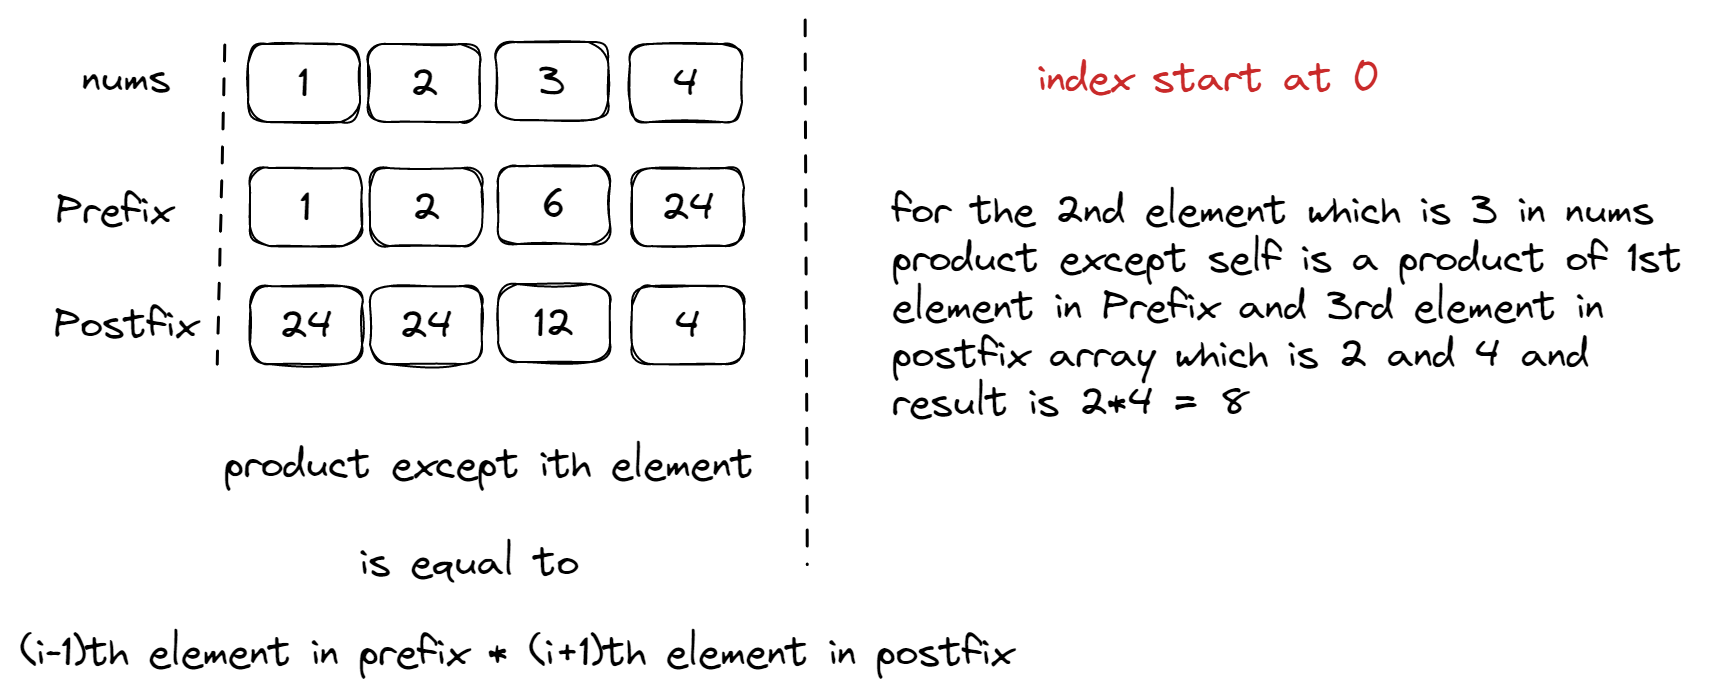 nums 1 2 3 4
Prefix 1 2 6 24
Postfix 24 24 12 4
product except ith element
is equal to
(i-1)th element in prefix * (i+1)th element in postfix
index start at 0
for the 2nd element which is 3 in nums
product except self is a product of 1st
element in Prefix and 3rd element in
postfix array which is 2 and 4 and
result is 2*4 = 8